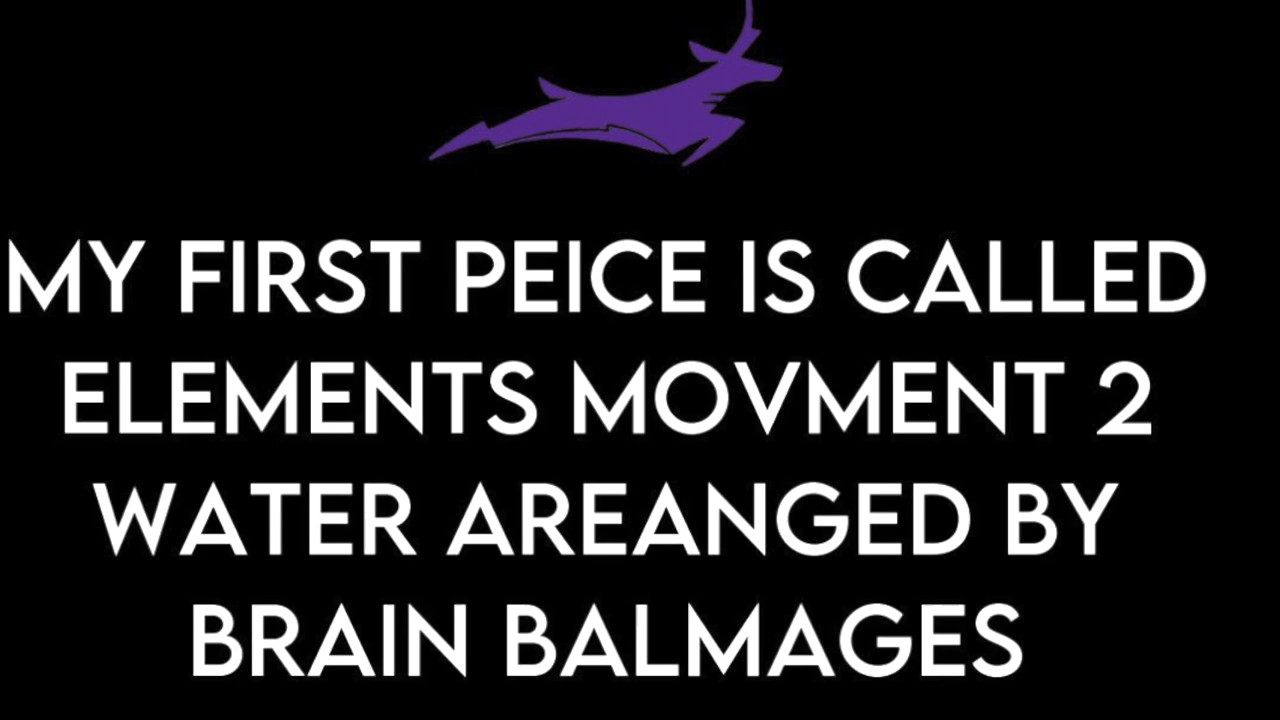 MY FIRST PEICE IS CALLED
ELEMENTS MOVMENT 2
WATER AREANGED BY
BRAIN BALMAGES